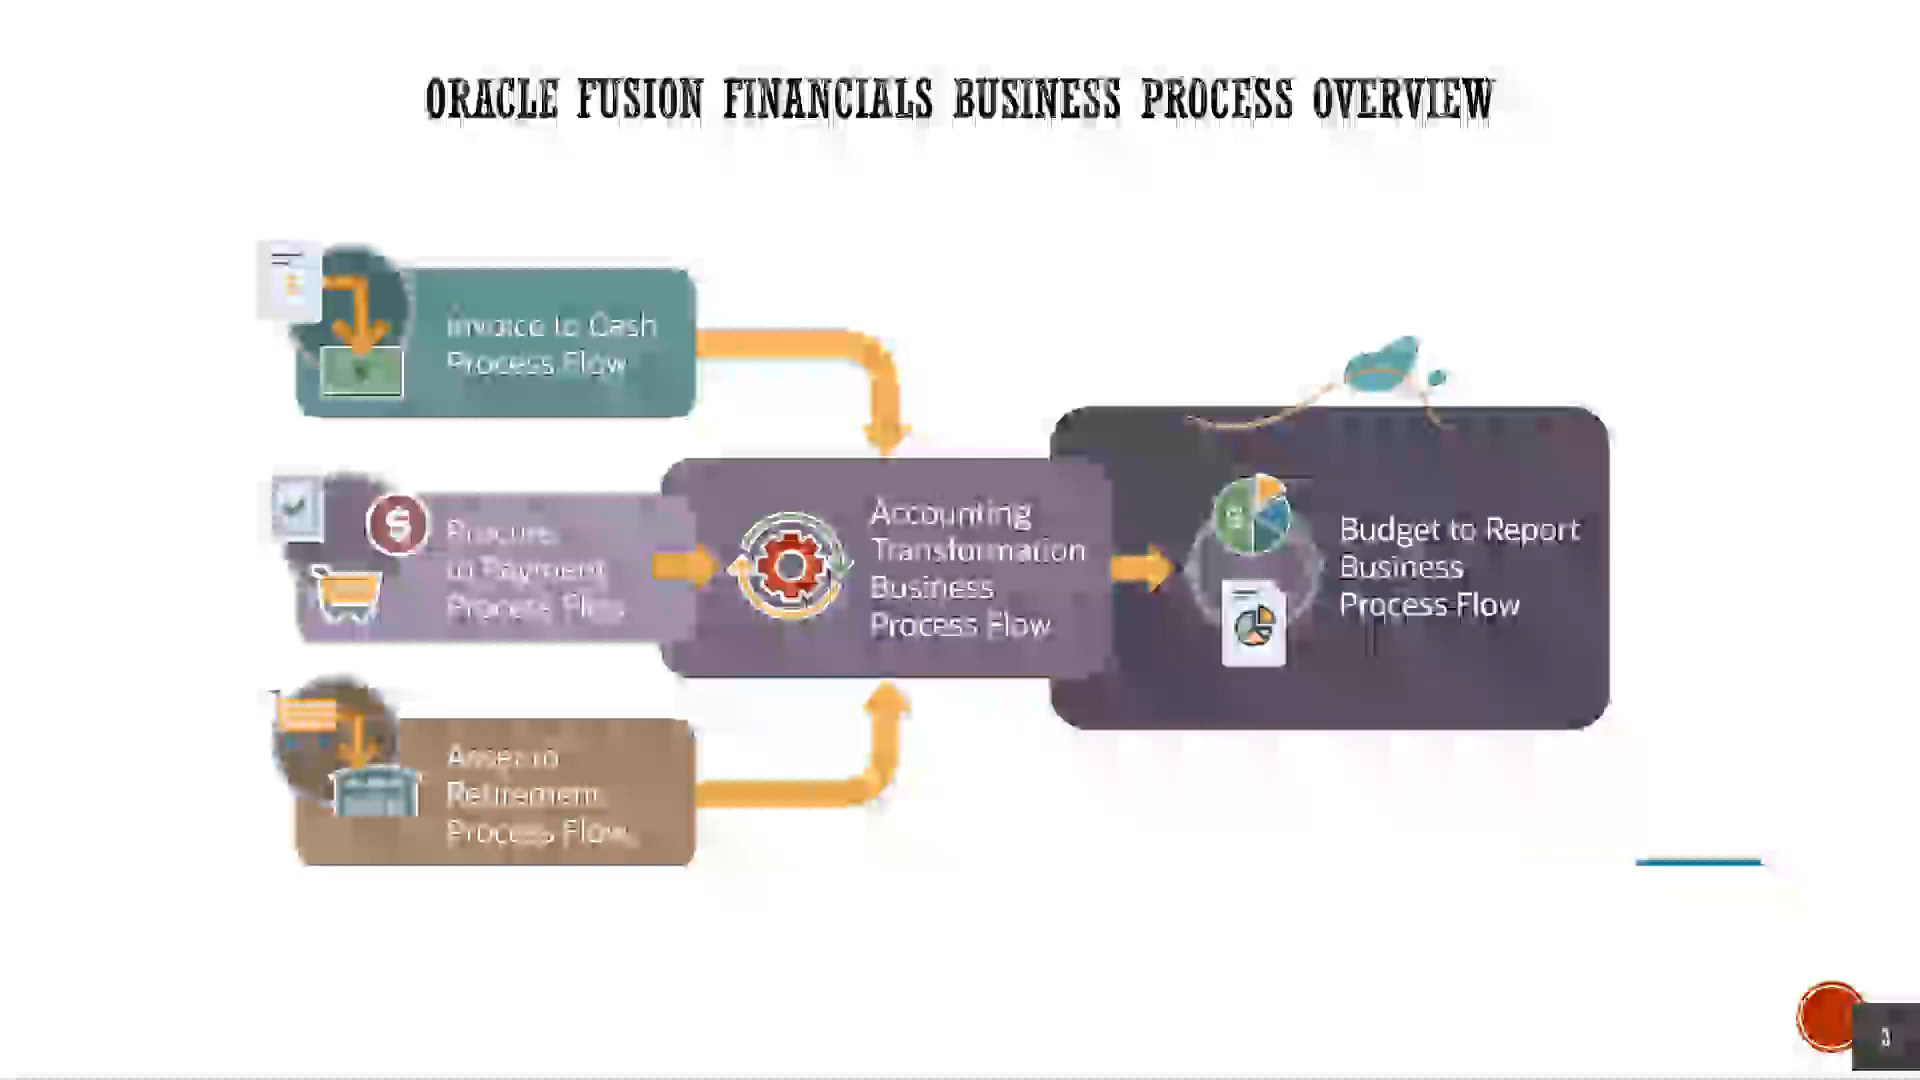 ORACLE FUSION FINANCIALS BUSINESS PROCESS OVERVIEW
Invoice to Cash
Process Flow
Procure
to Payment
Process Flow
Accounting
Transformation
Business
Process Flow
Budget to Report
Business
Process Flow
Asset to
Retirement
Process Flow
3